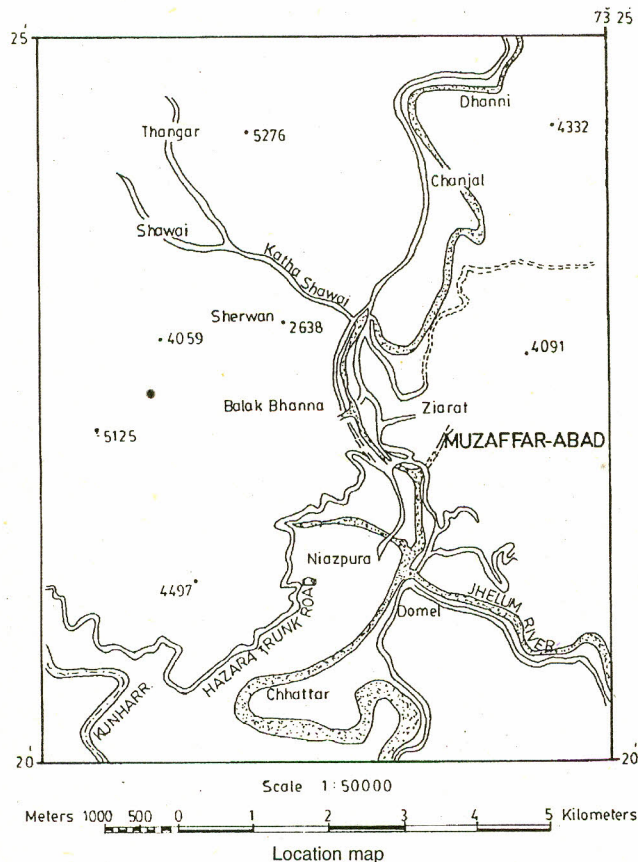 73 25
25'
Dhanni
4332
Thangar
5276
Chanjal
Shawai
Katha Shawai
Sherwan
2638
4059
4091
Balak Bhanna
Ziarat
5125
MUZAFFAR-ABAD
Niazpura
4497
JHELUM RIVER
Domel
HAZARA TRUNK ROAD
Chhattar
KUNHARR.
20'
20'
Scale 1:50000
Meters 1000 500 0 1 2 3 4 5 Kilometers
Location map